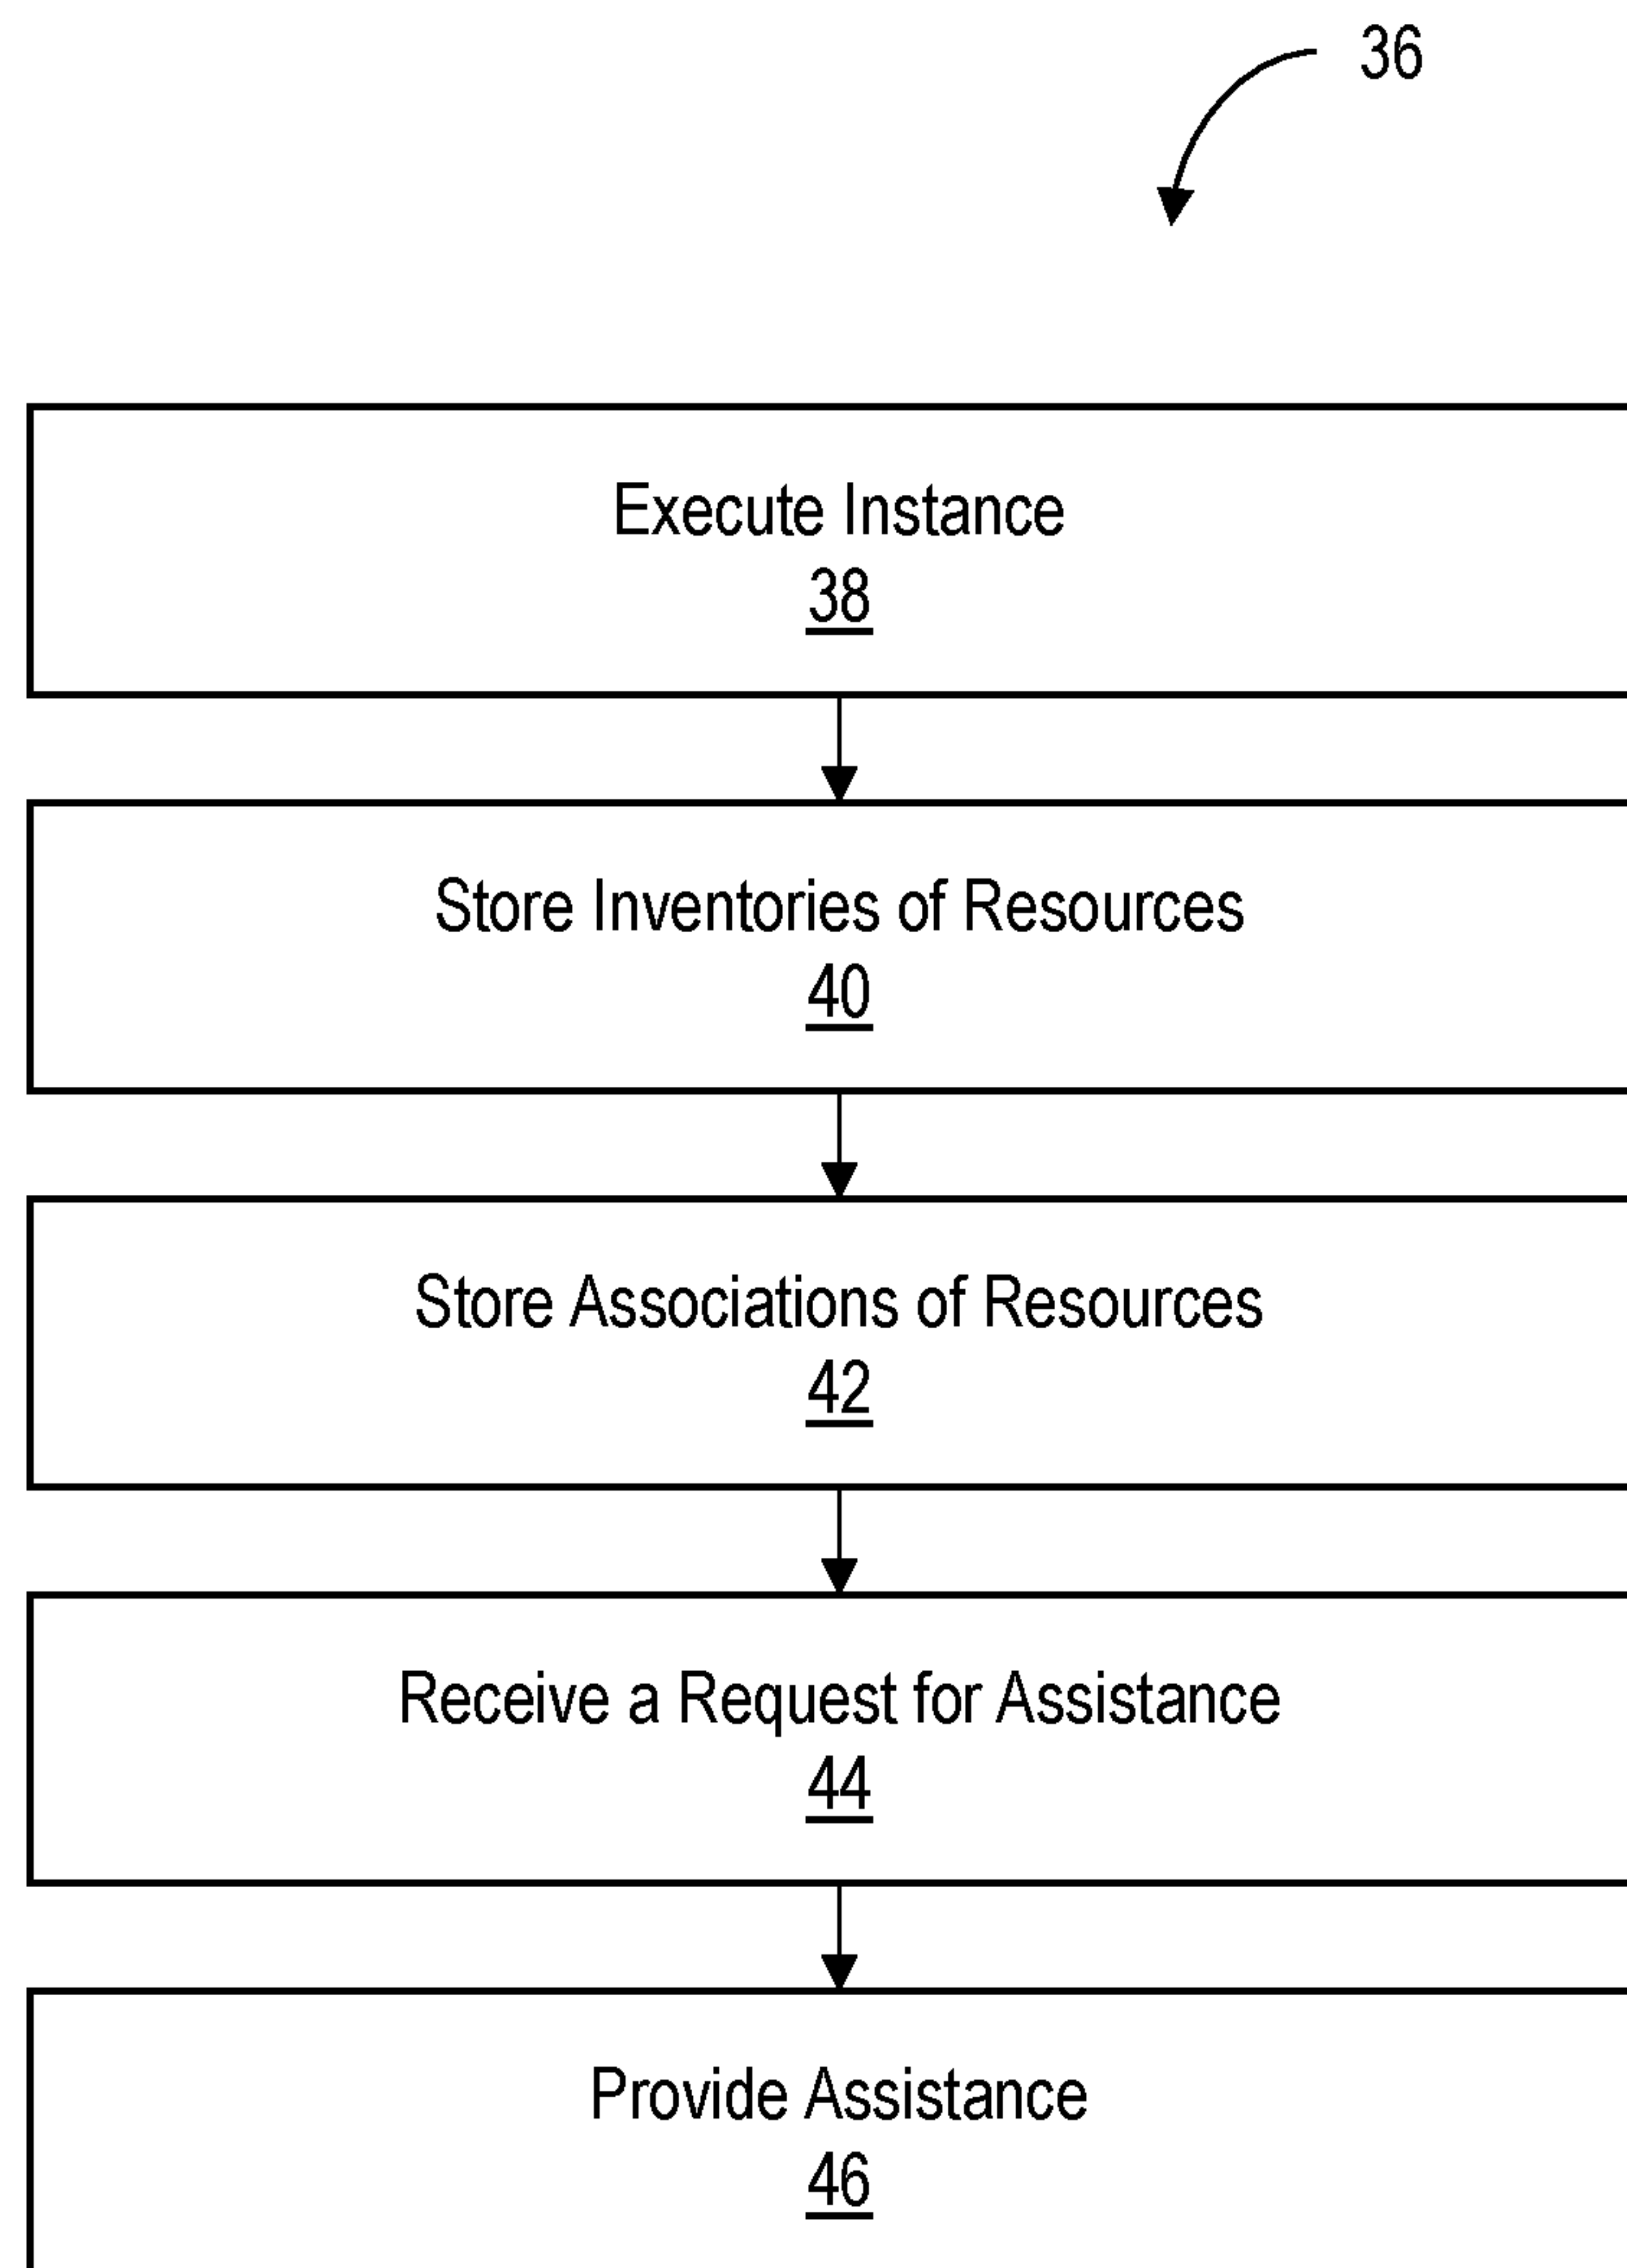 36
Execute Instance
38
Store Inventories of Resources
40
Store Associations of Resources
42
Receive a Request for Assistance
44
Provide Assistance
46